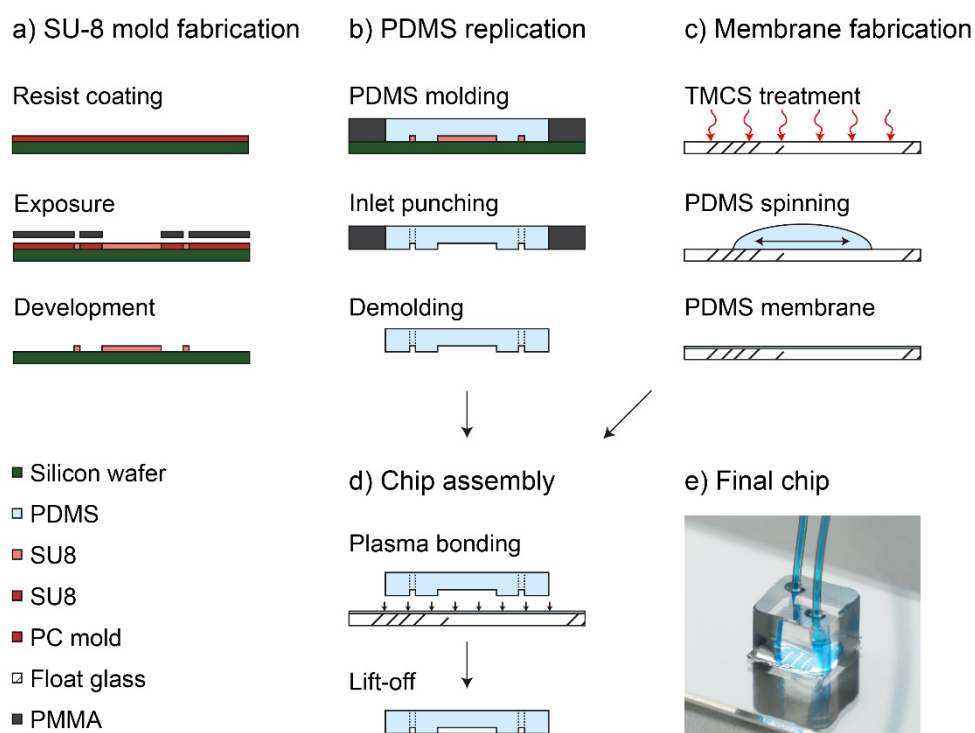 a) SU-8 mold fabrication
Resist coating
Exposure
Development
b) PDMS replication
PDMS molding
Inlet punching
Demolding
c) Membrane fabrication
TMCS treatment
PDMS spinning
PDMS membrane
Silicon wafer
PDMS
SU8
SU8
PC mold
Float glass
PMMA
d) Chip assembly
Plasma bonding
Lift-off
e) Final chip